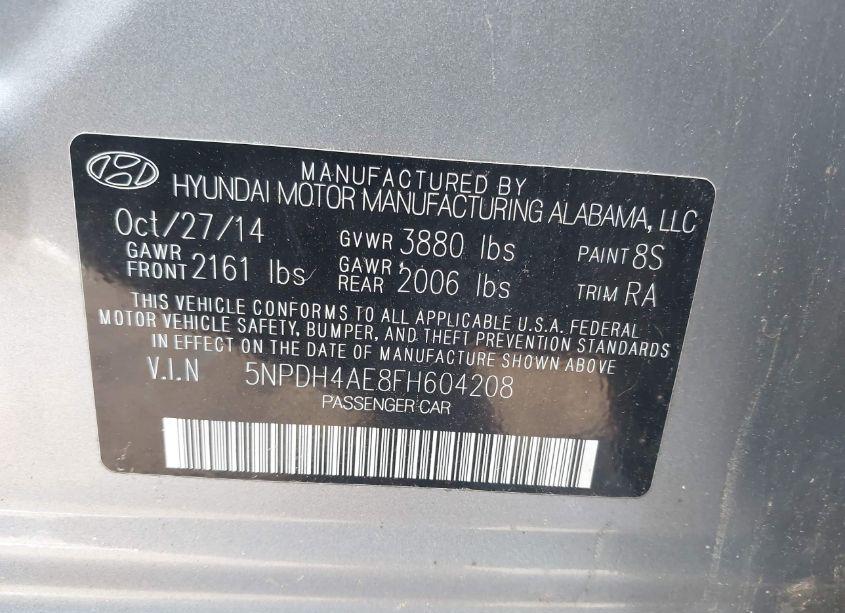 MANUFACTURED BY
HYUNDAI MOTOR MANUFACTURING ALABAMA, LLC
Oct/27/14 GVWR 3880 lbs PAINT 8S
GAWR FRONT 2161 lbs GAWR REAR 2006 lbs TRIM RA
THIS VEHICLE CONFORMS TO ALL APPLICABLE U.S.A. FEDERAL
MOTOR VEHICLE SAFETY, BUMPER, AND THEFT PREVENTION STANDARDS
IN EFFECT ON THE DATE OF MANUFACTURE SHOWN ABOVE
V.I.N 5NPDH4AE8FH604208
PASSENGER CAR